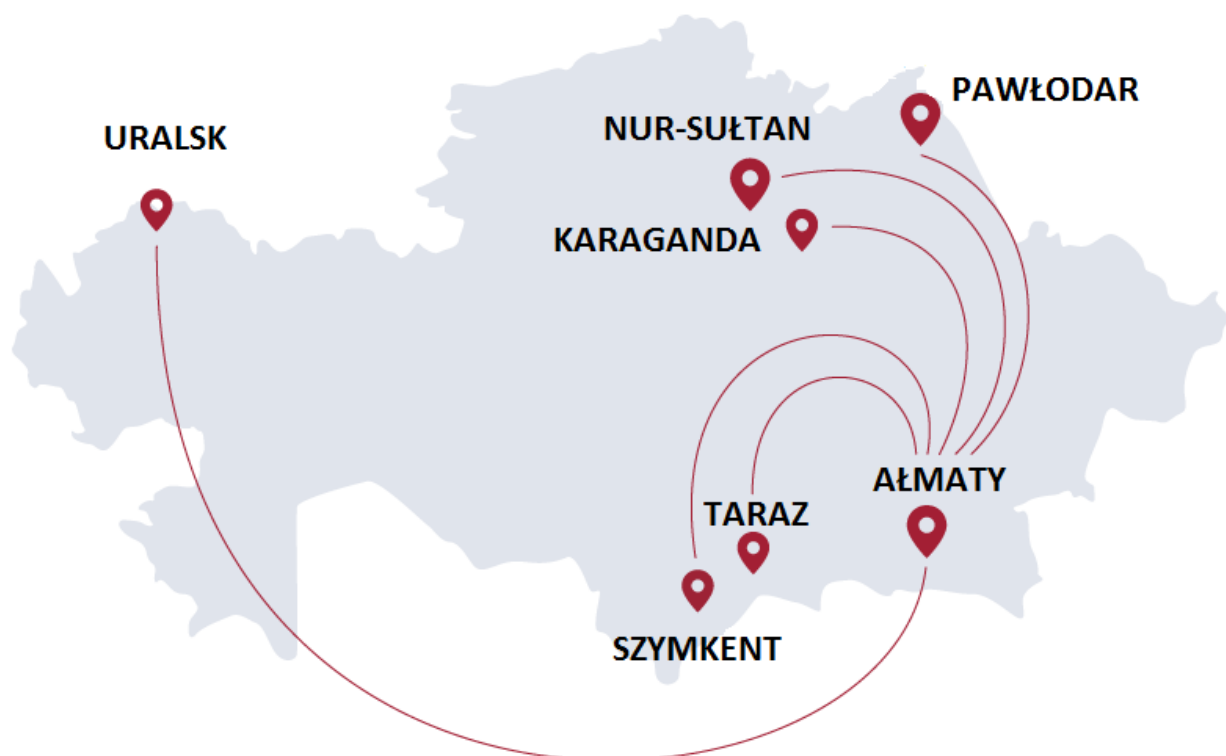 PAWŁODAR
NUR-SUŁTAN
URALSK
KARAGANDA
AŁMATY
TARAZ
SZYMKENT